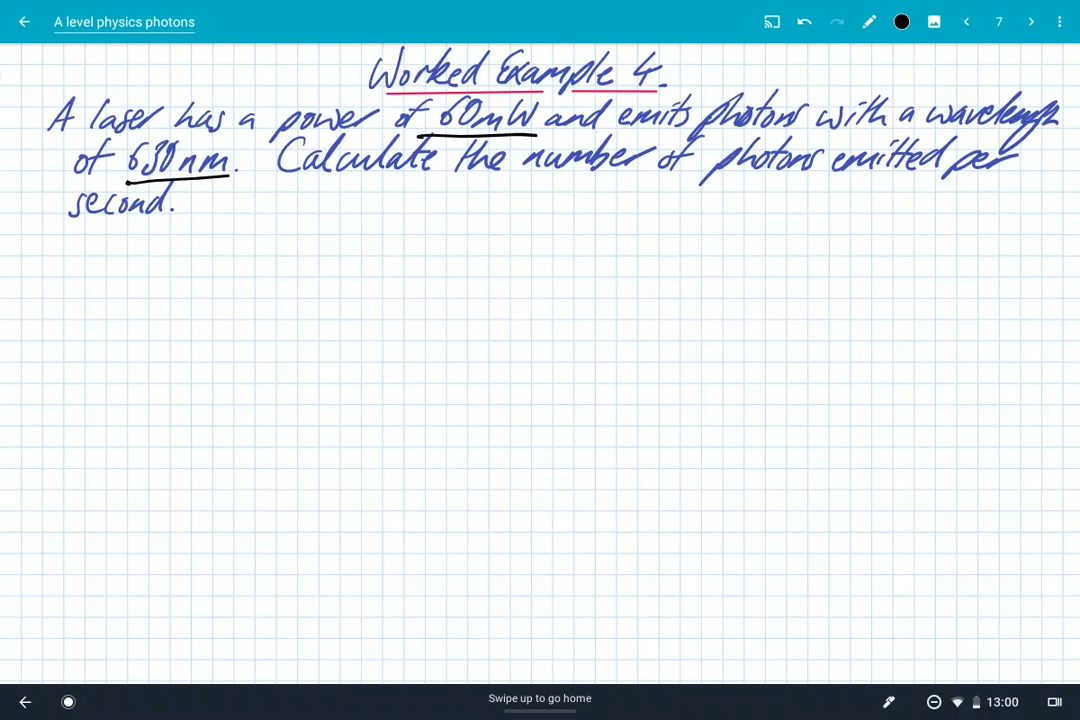 A level physics photons
7
Worked Example 4.
A laser has a power of 60mW and emits photons with a wavelength
of 630nm. Calculate the number of photons emitted per
second.
Swipe up to go home
13:00